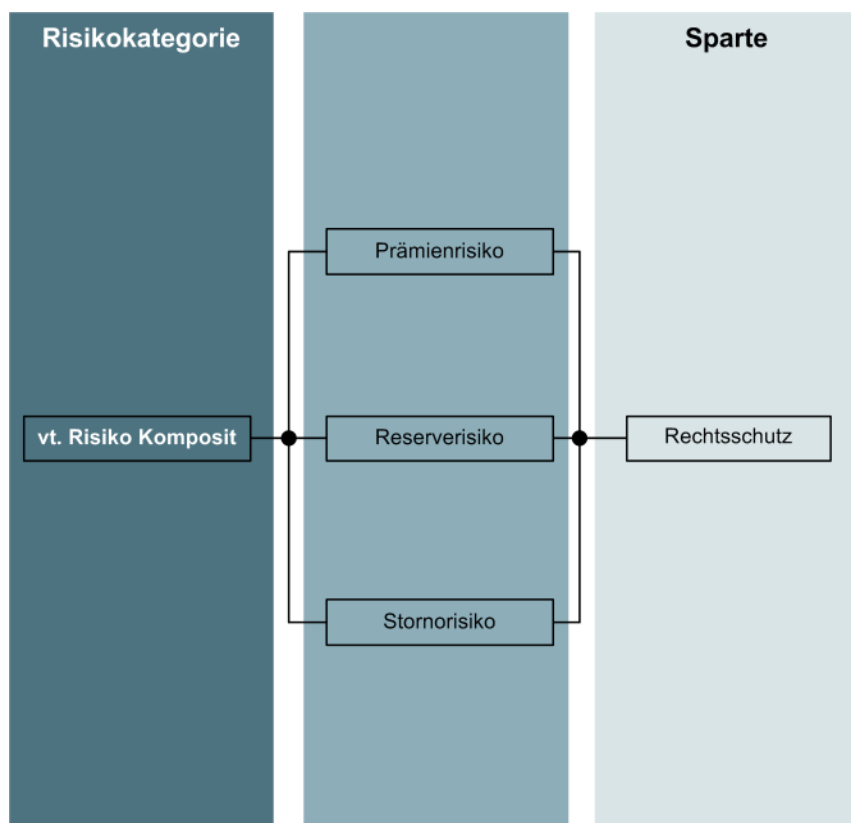 Risikokategorie
Sparte
Prämienrisiko
vt. Risiko Komposit
Reserverisiko
Rechtsschutz
Stornorisiko